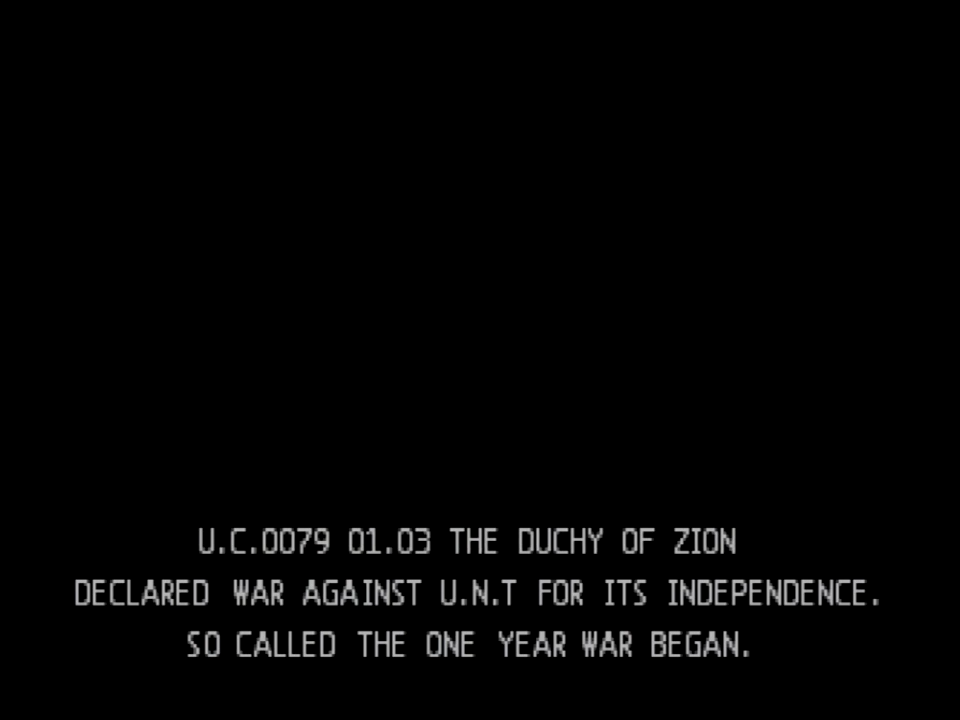 U.C.0079 01.03 THE DUCHY OF ZION
DECLARED WAR AGAINST U.N.T FOR ITS INDEPENDENCE.
SO CALLED THE ONE YEAR WAR BEGAN.